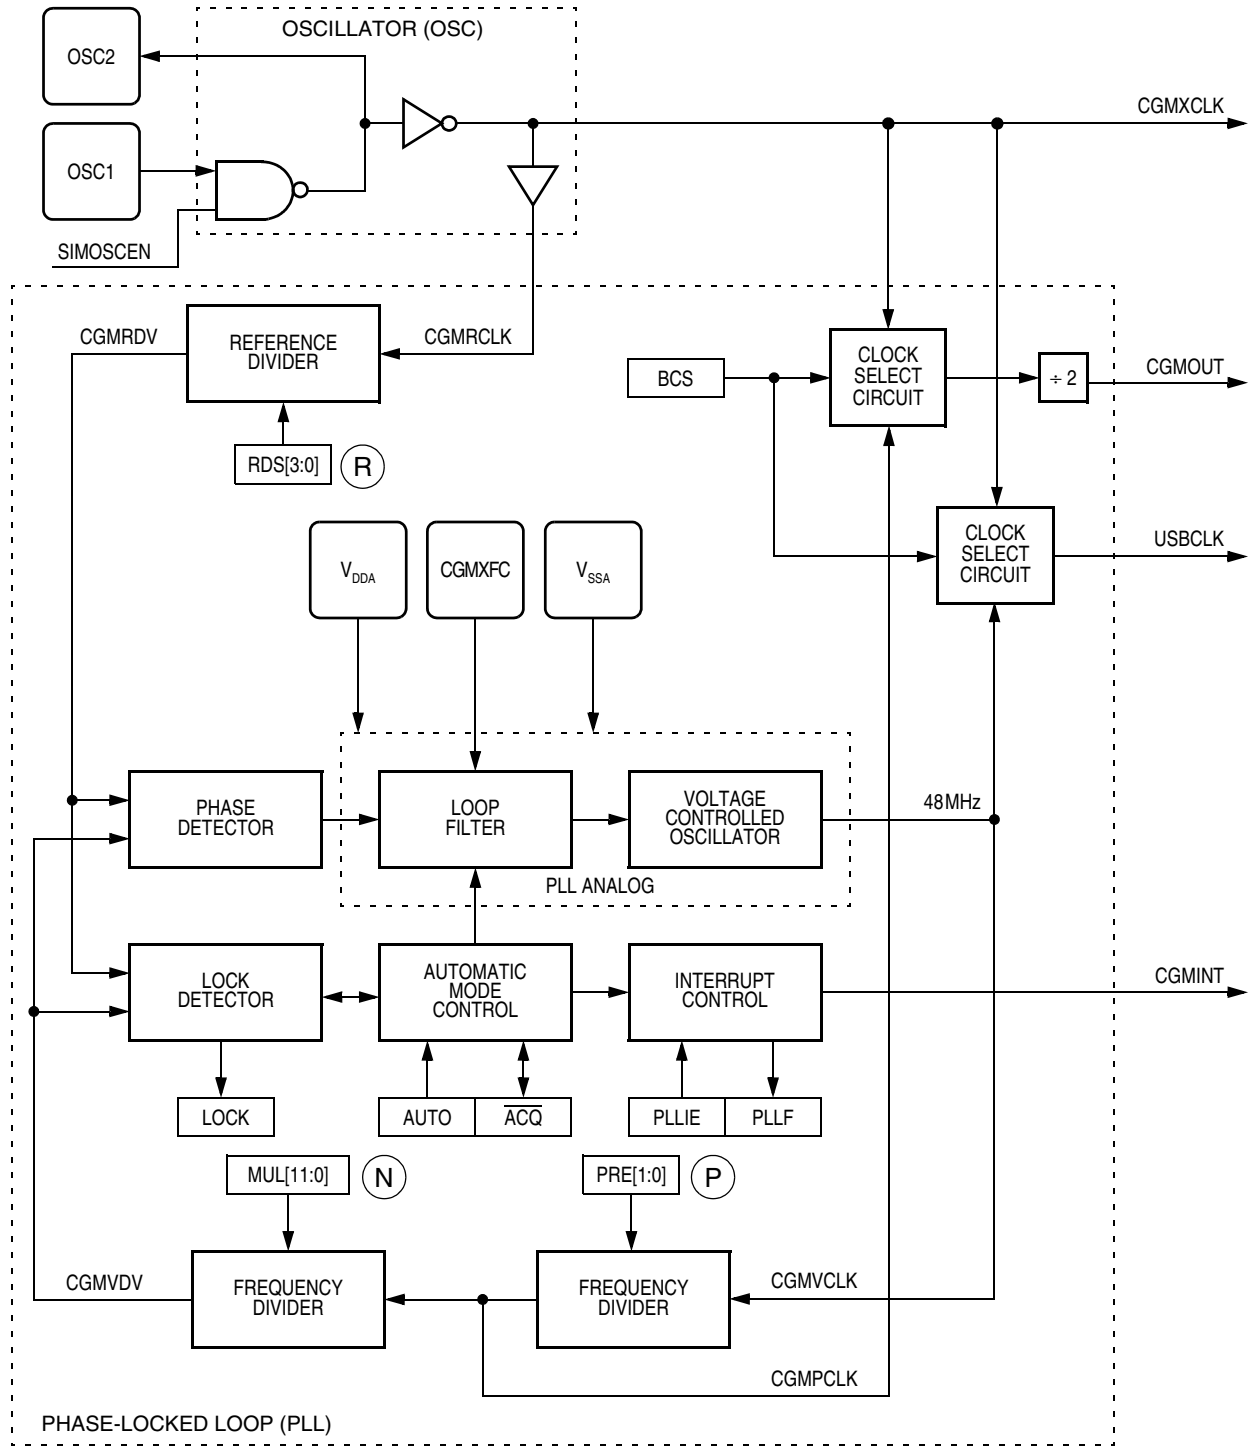 OSCILLATOR (OSC)
OSC2
CGMXCLK
OSC1
SIMOSCEN
CGMRDV
REFERENCE
DIVIDER
CGMRCLK
BCS
CLOCK
SELECT
CIRCUIT
÷ 2
CGMOUT
RDS[3:0]
R
VDDA
CGMXFC
VSSA
CLOCK
SELECT
CIRCUIT
USBCLK
PHASE
DETECTOR
LOOP
FILTER
VOLTAGE
CONTROLLED
OSCILLATOR
48MHz
PLL ANALOG
LOCK
DETECTOR
AUTOMATIC
MODE
CONTROL
INTERRUPT
CONTROL
CGMINT
LOCK
AUTO
ACQ
PLLIE
PLLF
MUL[11:0]
N
PRE[1:0]
P
CGMVDV
FREQUENCY
DIVIDER
FREQUENCY
DIVIDER
CGMVCLK
CGMPCLK
PHASE-LOCKED LOOP (PLL)